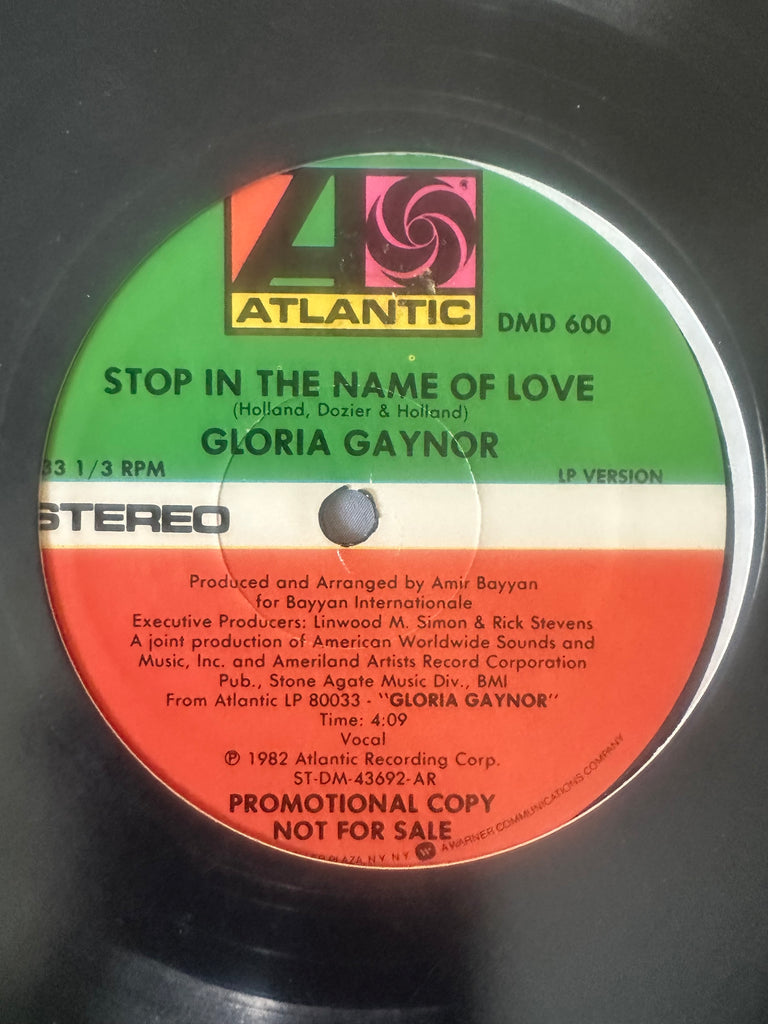 ATLANTIC
DMD 600
STOP IN THE NAME OF LOVE
(Holland, Dozier & Holland)
GLORIA GAYNOR
33 1/3 RPM
LP VERSION
STEREO
Produced and Arranged by Amir Bayyan
for Bayyan Internationale
Executive Producers: Linwood M. Simon & Rick Stevens
A joint production of American Worldwide Sounds and
Music, Inc. and Ameriland Artists Record Corporation
Pub., Stone Agate Music Div., BMI
From Atlantic LP 80033 - "GLORIA GAYNOR"
Time: 4:09
Vocal
℗ 1982 Atlantic Recording Corp.
ST-DM-43692-AR
PROMOTIONAL COPY
NOT FOR SALE
PLAZA, N.Y. N.Y. A WARNER COMMUNICATIONS COMPANY